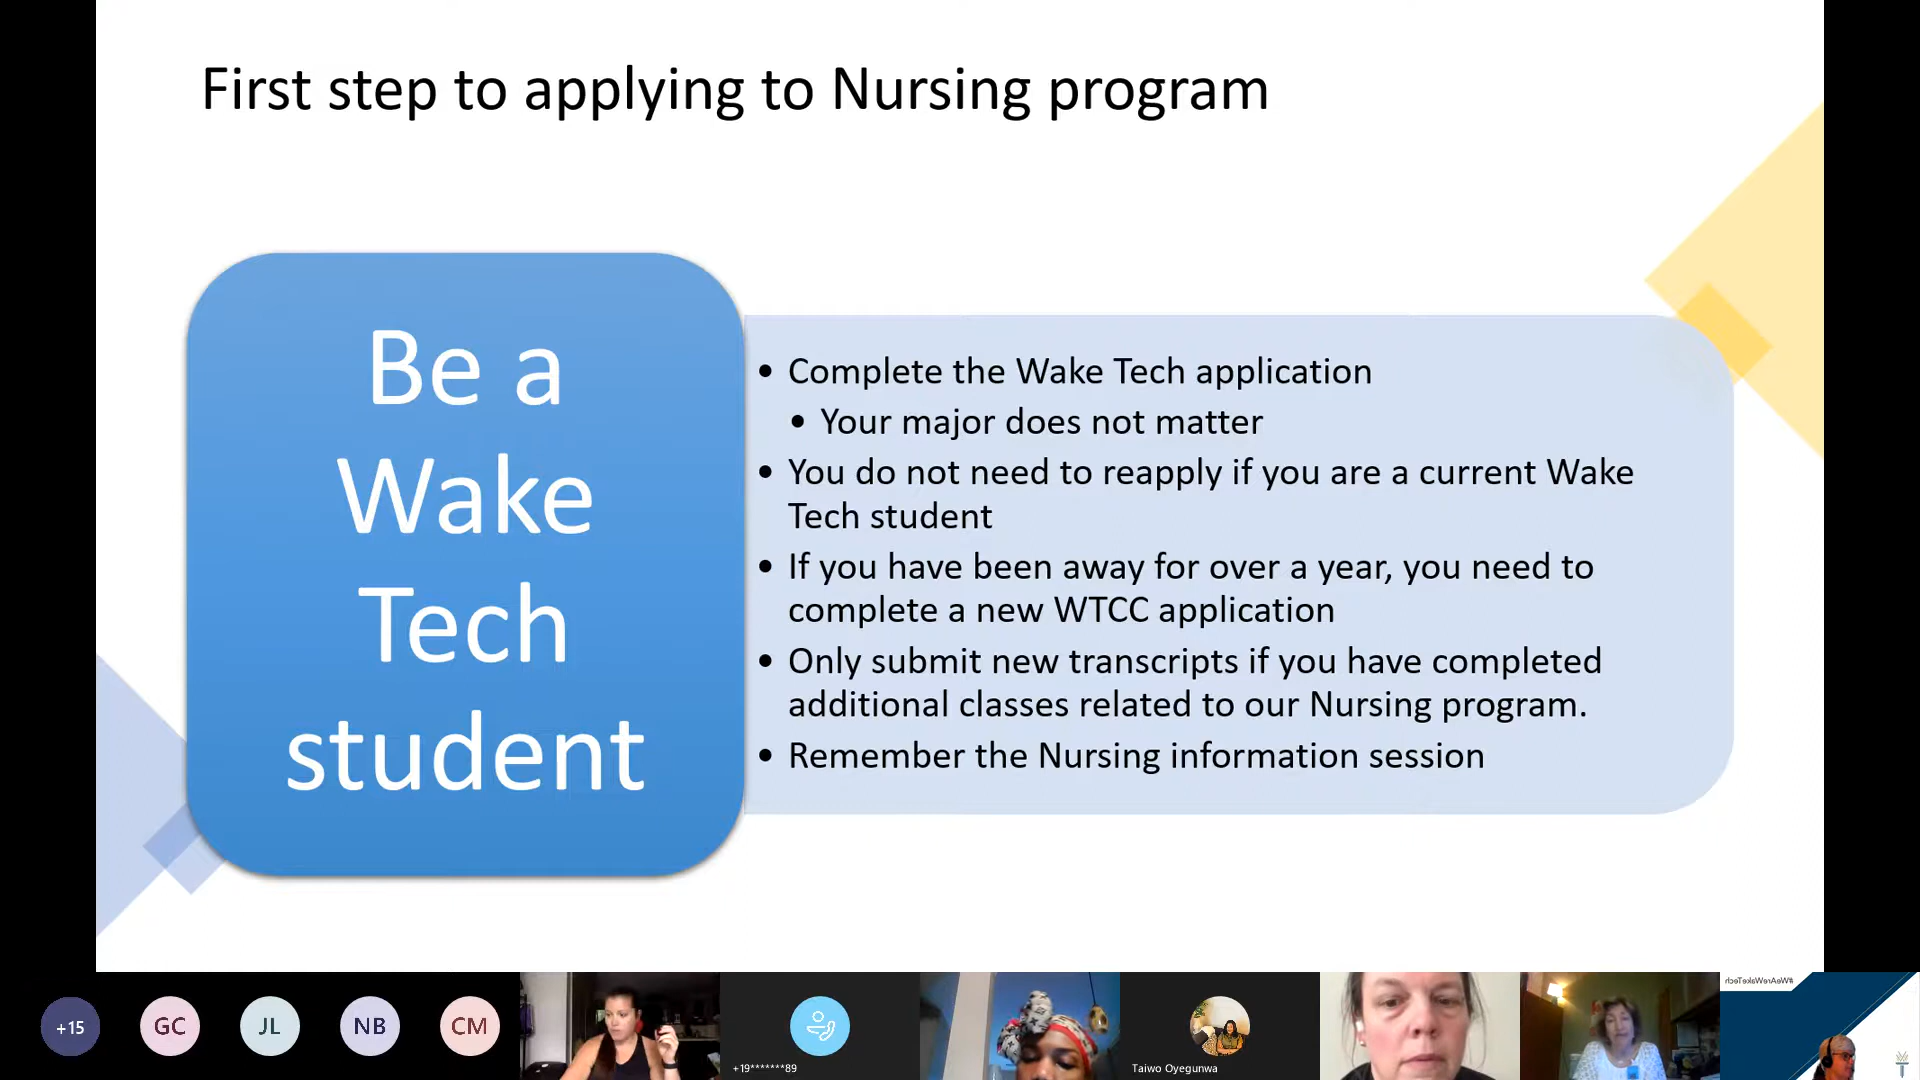 First step to applying to Nursing program
Be a
Wake
Tech
student
• Complete the Wake Tech application
• Your major does not matter
• You do not need to reapply if you are a current Wake
Tech student
• If you have been away for over a year, you need to
complete a new WTCC application
• Only submit new transcripts if you have completed
additional classes related to our Nursing program.
• Remember the Nursing information session
+15
GC
JL
NB
CM
+19*******89
Taiwo Oyegunwa
#WeAreWakeTech